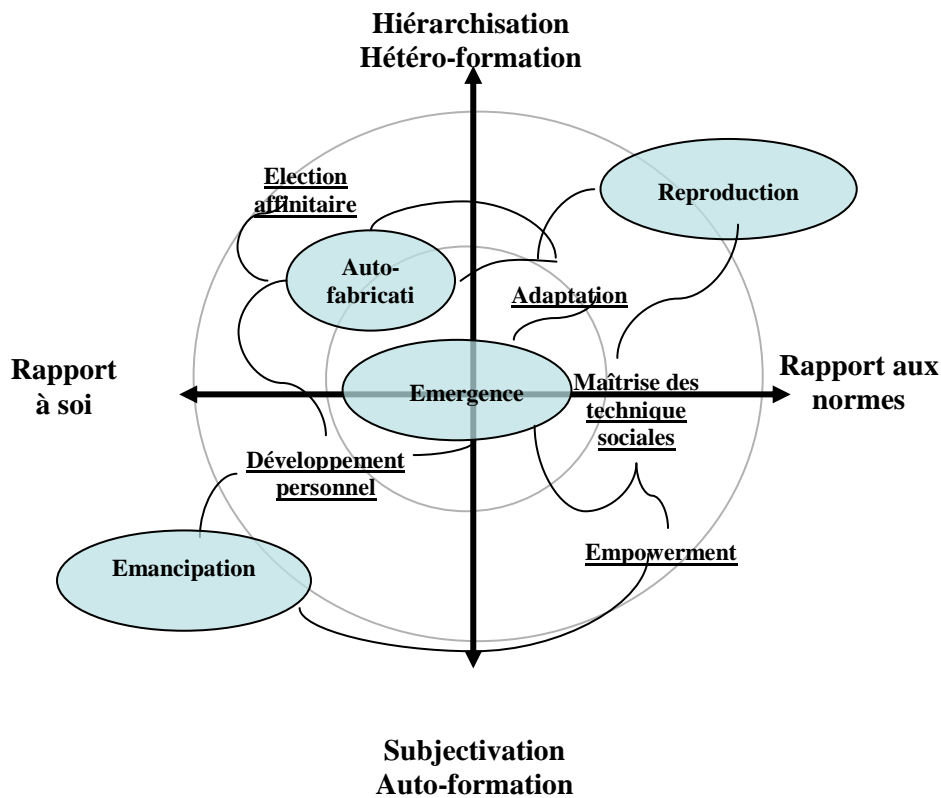 Hiérarchisation
Hétéro-formation
Election
affinitaire
Reproduction
Auto-
fabricati
Adaptation
Rapport
à soi
Emergence
Maîtrise des
technique
sociales
Rapport aux
normes
Développement
personnel
Empowerment
Emancipation
Subjectivation
Auto-formation